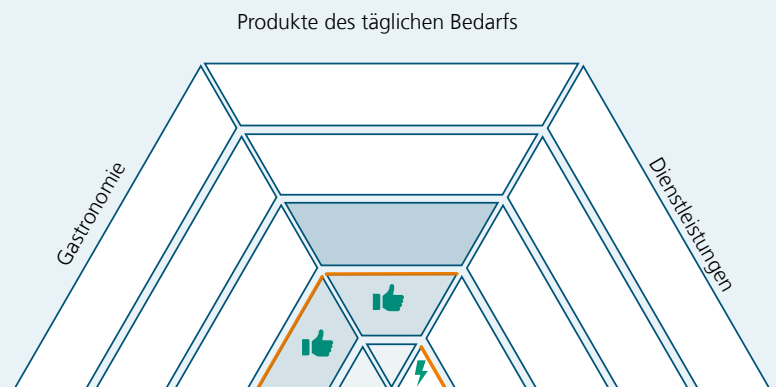 Produkte des täglichen Bedarfs
Gastronomie
Dienstleistungen